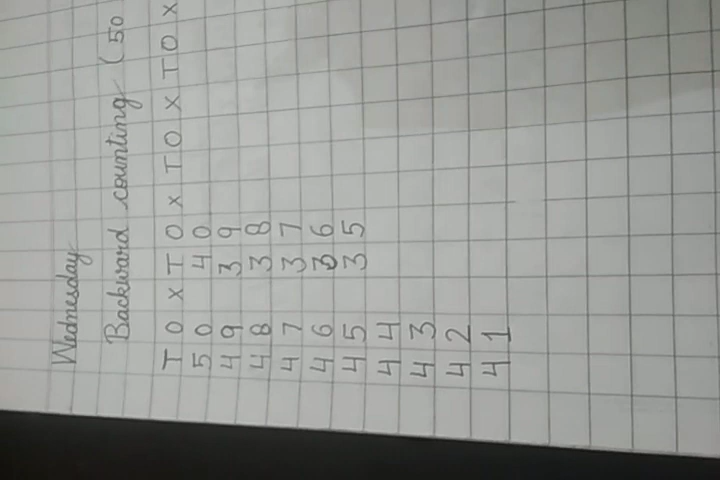 Wednesday
Backward counting (50
T O x T O x T O x T O x
5 0 4 0
4 9 3 9
4 8 3 8
4 7 3 7
4 6 3 6
4 5 3 5
4 4
4 3
4 2
4 1